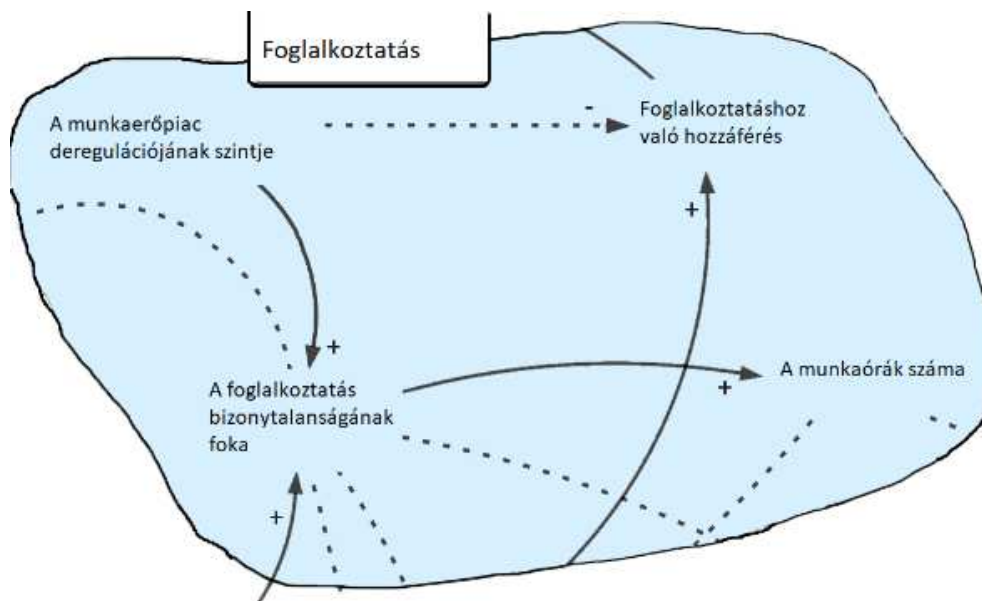 Foglalkoztatás
A munkaerőpiac
deregulációjának szintje
-
Foglalkoztatáshoz
való hozzáférés
+
+
A foglalkoztatás
bizonytalanságának
foka
+
A munkaórák száma
+